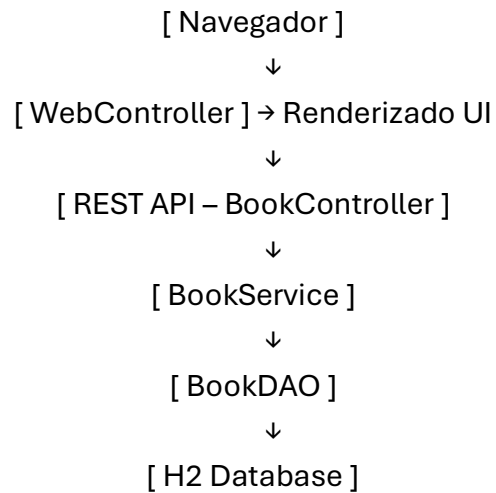 [ Navegador ]
↓
[ WebController ] → Renderizado UI
↓
[ REST API – BookController ]
↓
[ BookService ]
↓
[ BookDAO ]
↓
[ H2 Database ]